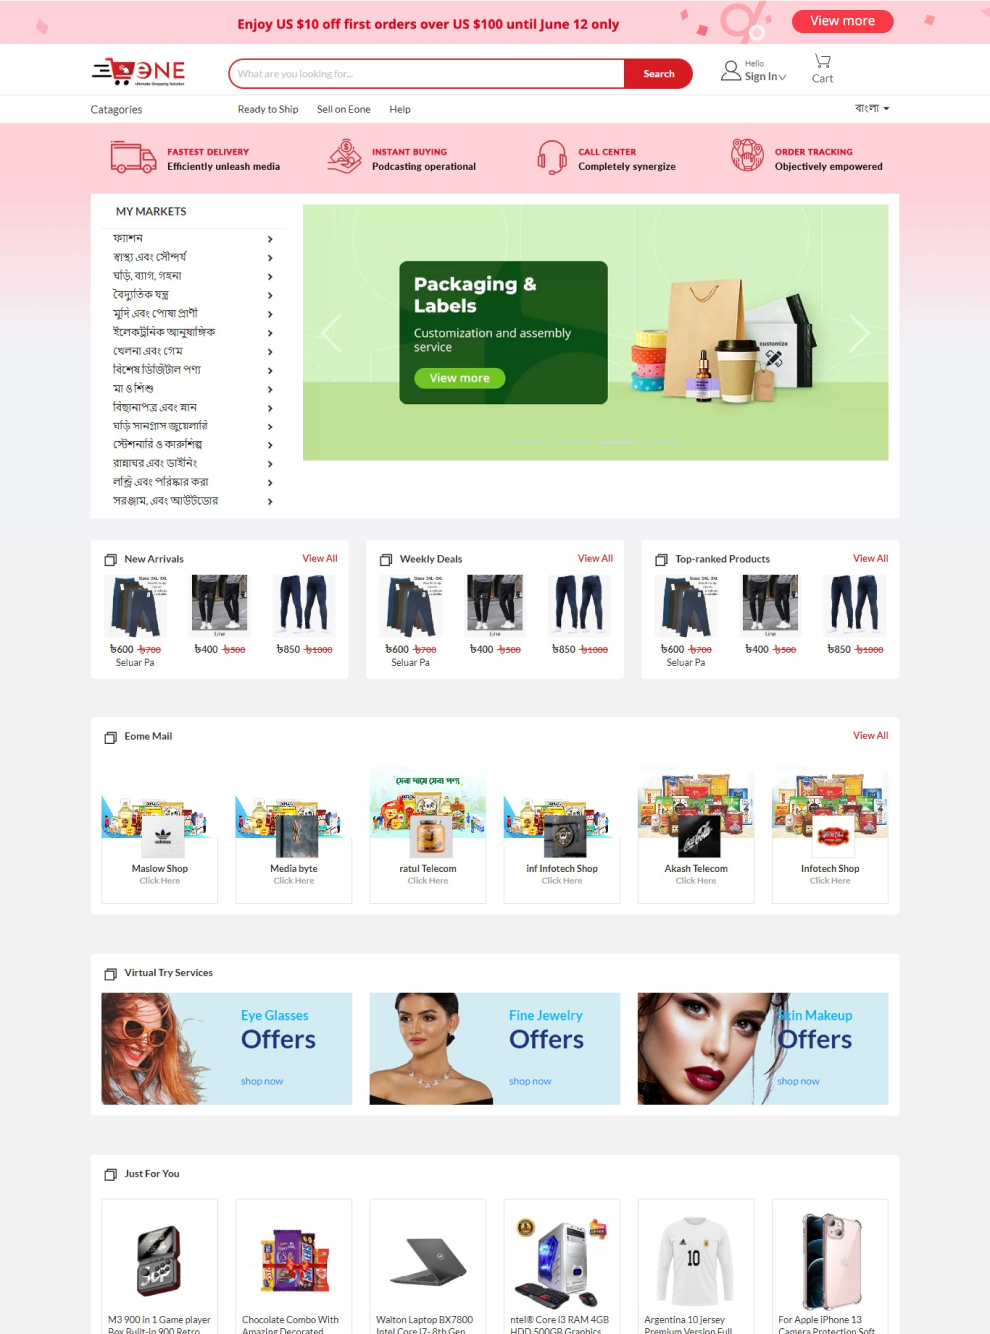 Enjoy US $10 off first orders over US $100 until June 12 only
View more
EONE
Ultimate Shopping Solution
What are you looking for...
Search
Hello
Sign In
Cart
Catagories
Ready to Ship
Sell on Eone
Help
বাংলা
FASTEST DELIVERY
Efficiently unleash media
INSTANT BUYING
Podcasting operational
CALL CENTER
Completely synergize
ORDER TRACKING
Objectively empowered
MY MARKETS
ফ্যাশন
স্বাস্থ্য এবং সৌন্দর্য
ঘড়ি, ব্যাগ, গহনা
বৈদ্যুতিক যন্ত্র
মুদি এবং পোষা প্রাণী
ইলেকট্রনিক আনুষাঙ্গিক
খেলনা এবং গেম
বিশেষ ডিজিটাল পণ্য
মা ও শিশু
বিছানাপত্র এবং স্নান
ঘড়ি সানগ্লাস জুয়েলারি
স্টেশনারি ও কারুশিল্প
রান্নাঘর এবং ডাইনিং
লন্ড্রি এবং পরিষ্কার করা
সরঞ্জাম, এবং আউটডোর
Packaging &
Labels
Customization and assembly
service
View more
customize
New Arrivals
View All
Line
৳600 ৳700
Seluar Pa
৳400 ৳500
৳850 ৳1000
Weekly Deals
View All
Line
৳600 ৳700
Seluar Pa
৳400 ৳500
৳850 ৳1000
Top-ranked Products
View All
Line
৳600 ৳700
Seluar Pa
৳400 ৳500
৳850 ৳1000
Eome Mail
View All
সেরা দামে সেরা পণ্য
adidas
Maslow Shop
Click Here
Media byte
Click Here
ratul Telecom
Click Here
inf Infotech Shop
Click Here
Coca-Cola
Akash Telecom
Click Here
Infotech Shop
Click Here
Virtual Try Services
Eye Glasses
Offers
shop now
Fine Jewelry
Offers
shop now
Skin Makeup
Offers
shop now
Just For You
SUP
10
M3 900 in 1 Game player
Box Built-in 900 Retro
Chocolate Combo With
Amazing Decorated
Walton Laptop BX7800
Intel Core i7- 8th Gen
ntel® Core i3 RAM 4GB
HDD 500GB Graphics
Argentina 10 jersey
Premium Version Full
For Apple iPhone 13
Camera Protection Soft